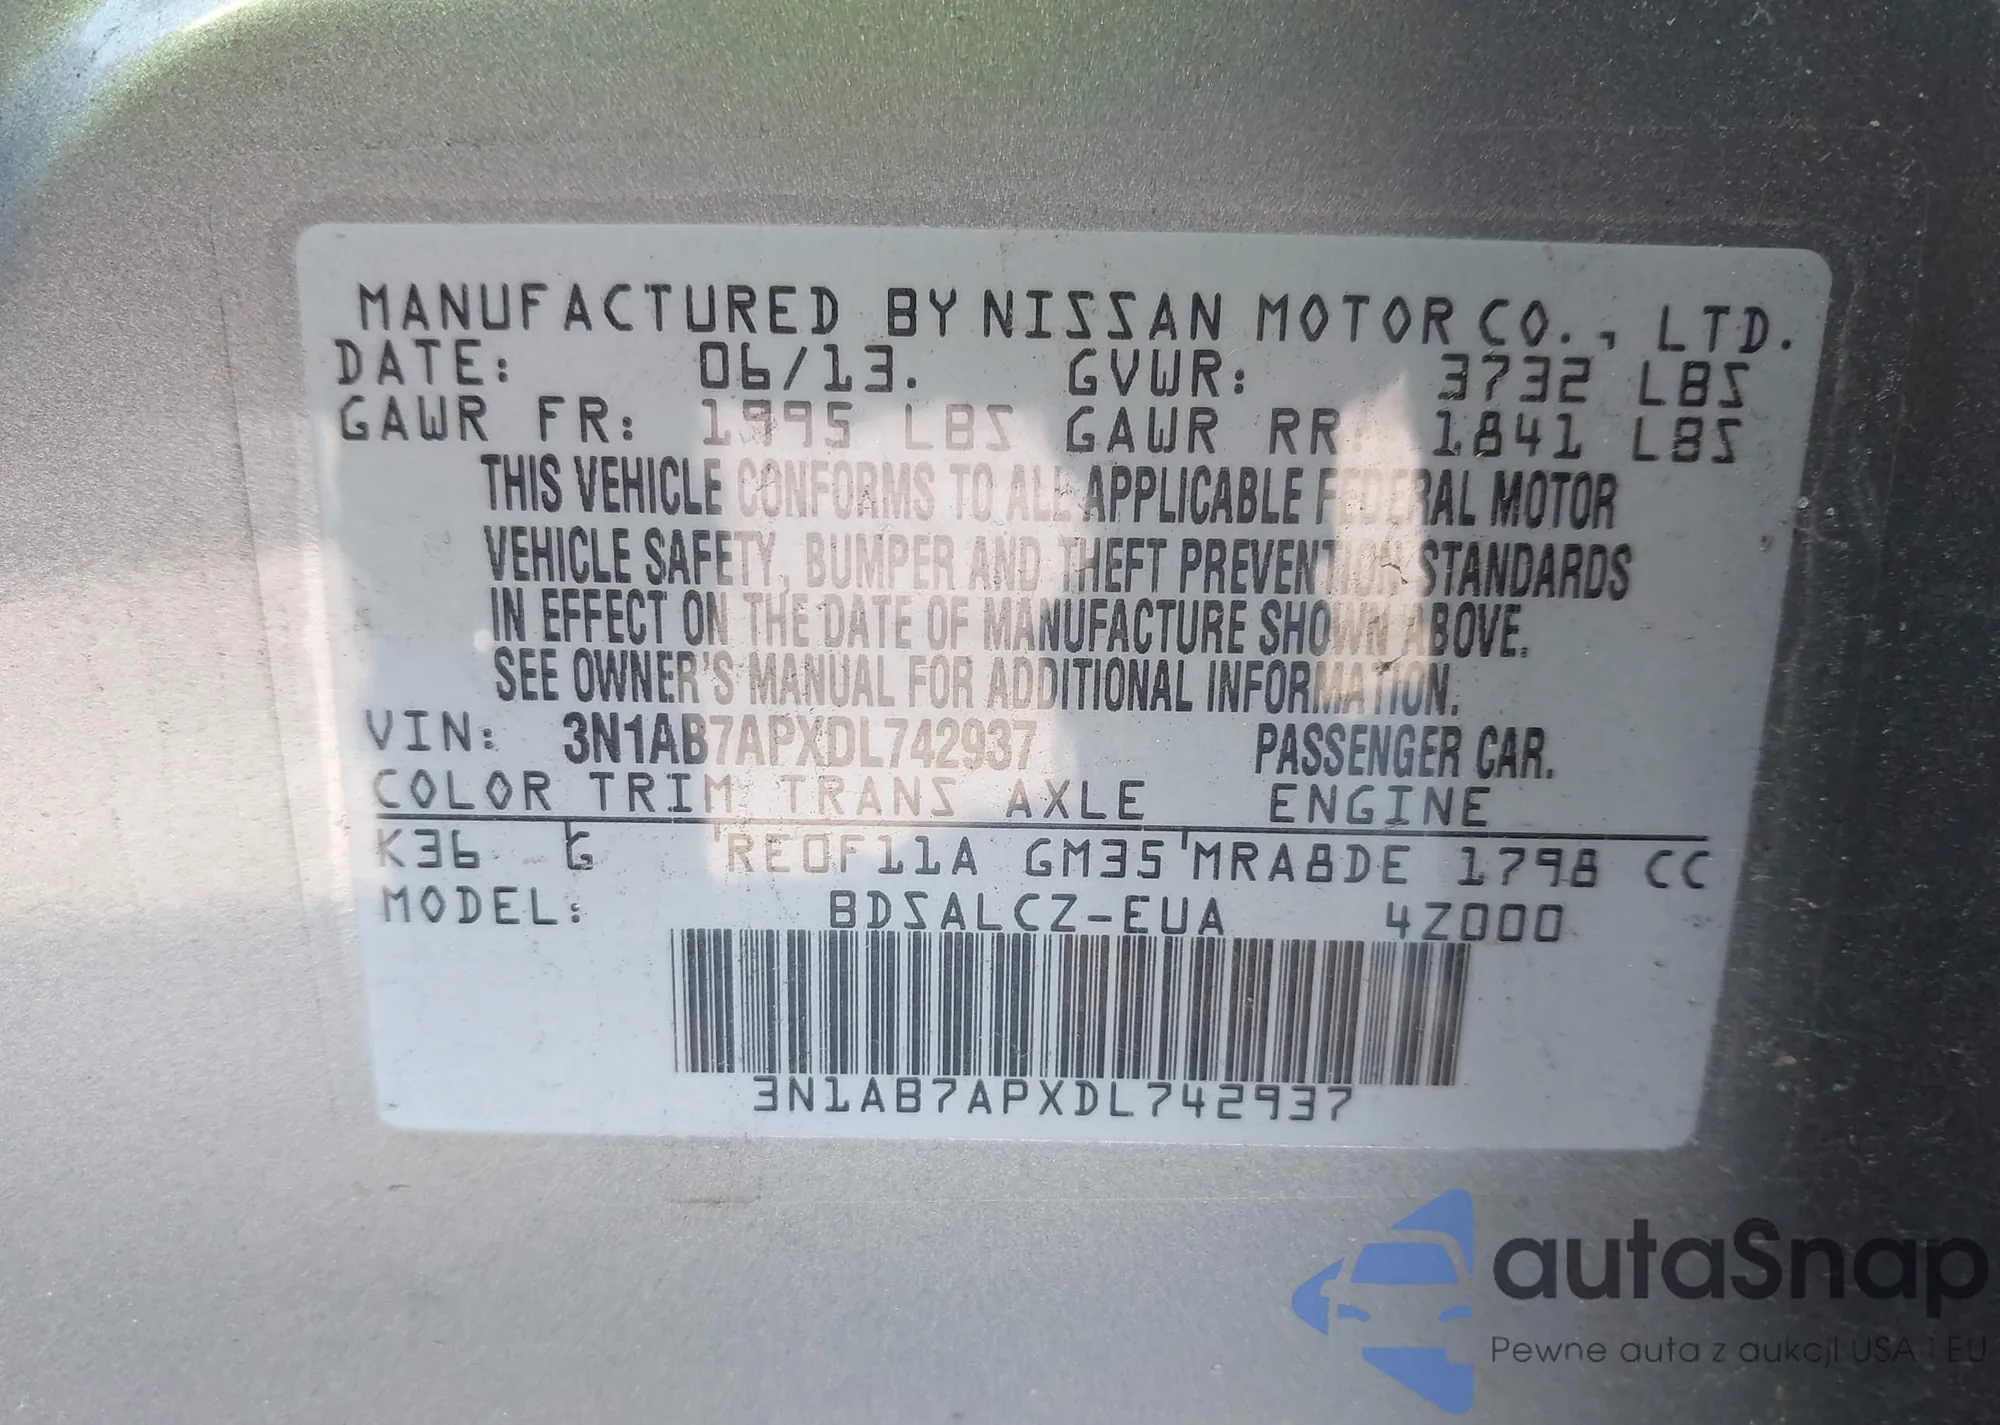 MANUFACTURED BY NISSAN MOTOR CO., LTD.
DATE: 06/13. GVWR: 3732 LBS
GAWR FR: 1995 LBS GAWR RR: 1841 LBS
THIS VEHICLE CONFORMS TO ALL APPLICABLE FEDERAL MOTOR
VEHICLE SAFETY, BUMPER AND THEFT PREVENTION STANDARDS
IN EFFECT ON THE DATE OF MANUFACTURE SHOWN ABOVE.
SEE OWNER'S MANUAL FOR ADDITIONAL INFORMATION.
VIN: 3N1AB7APXDL742937 PASSENGER CAR.
COLOR TRIM TRANS AXLE ENGINE
K36 G RE0F11A GM35 MRA8DE 1798 CC
MODEL: BDSALCZ-EUA 4Z000
3N1AB7APXDL742937
autaSnap
Pewne auta z aukcji USA i EU